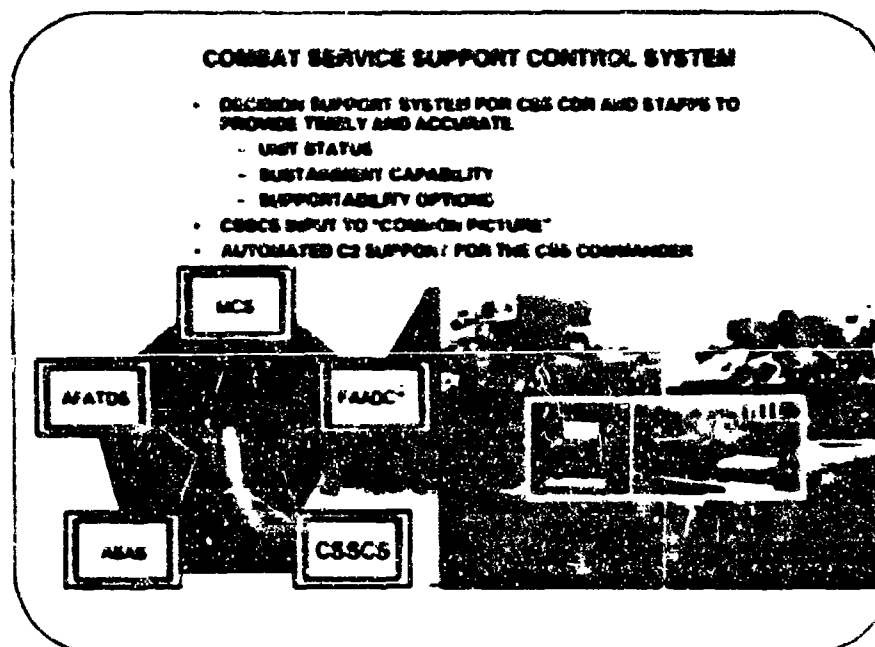 COMBAT SERVICE SUPPORT CONTROL SYSTEM
• DECISION SUPPORT SYSTEM FOR CSS CDR AND STAFFS TO
PROVIDE TIMELY AND ACCURATE
- UNIT STATUS
- SUSTAINMENT CAPABILITY
- SUPPORTABILITY OPTIONS
• CSSCS INPUT TO "COMMON PICTURE"
• AUTOMATED C2 SUPPORT FOR THE CSS COMMANDER
MCS
AFATDS
FAADC²
ASAS
CSSCS